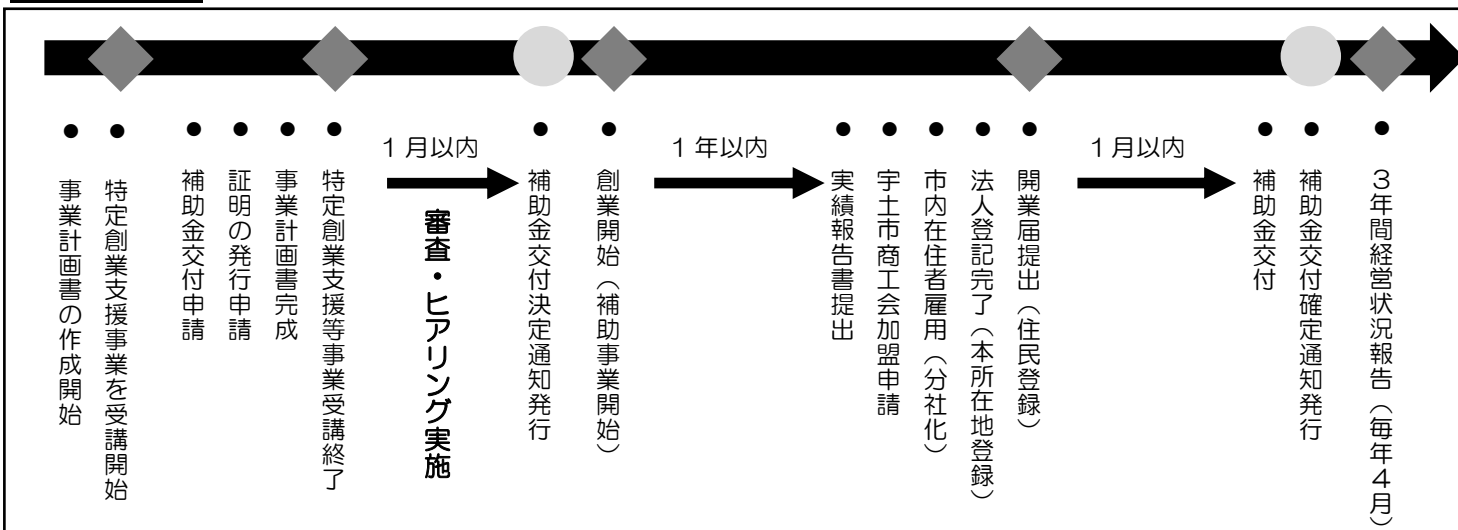 事業計画書の作成開始
特定創業支援事業を受講開始
補助金交付申請
証明の発行申請
事業計画書完成
特定創業支援等事業受講終了
1月以内
審査・ヒアリング実施
補助金交付決定通知発行
創業開始（補助事業開始）
1年以内
実績報告書提出
宇土市商工会加盟申請
市内在住者雇用（分社化）
法人登記完了（本所在地登録）
開業届提出（住民登録）
1月以内
補助金交付
補助金交付確定通知発行
3年間経営状況報告（毎年4月）